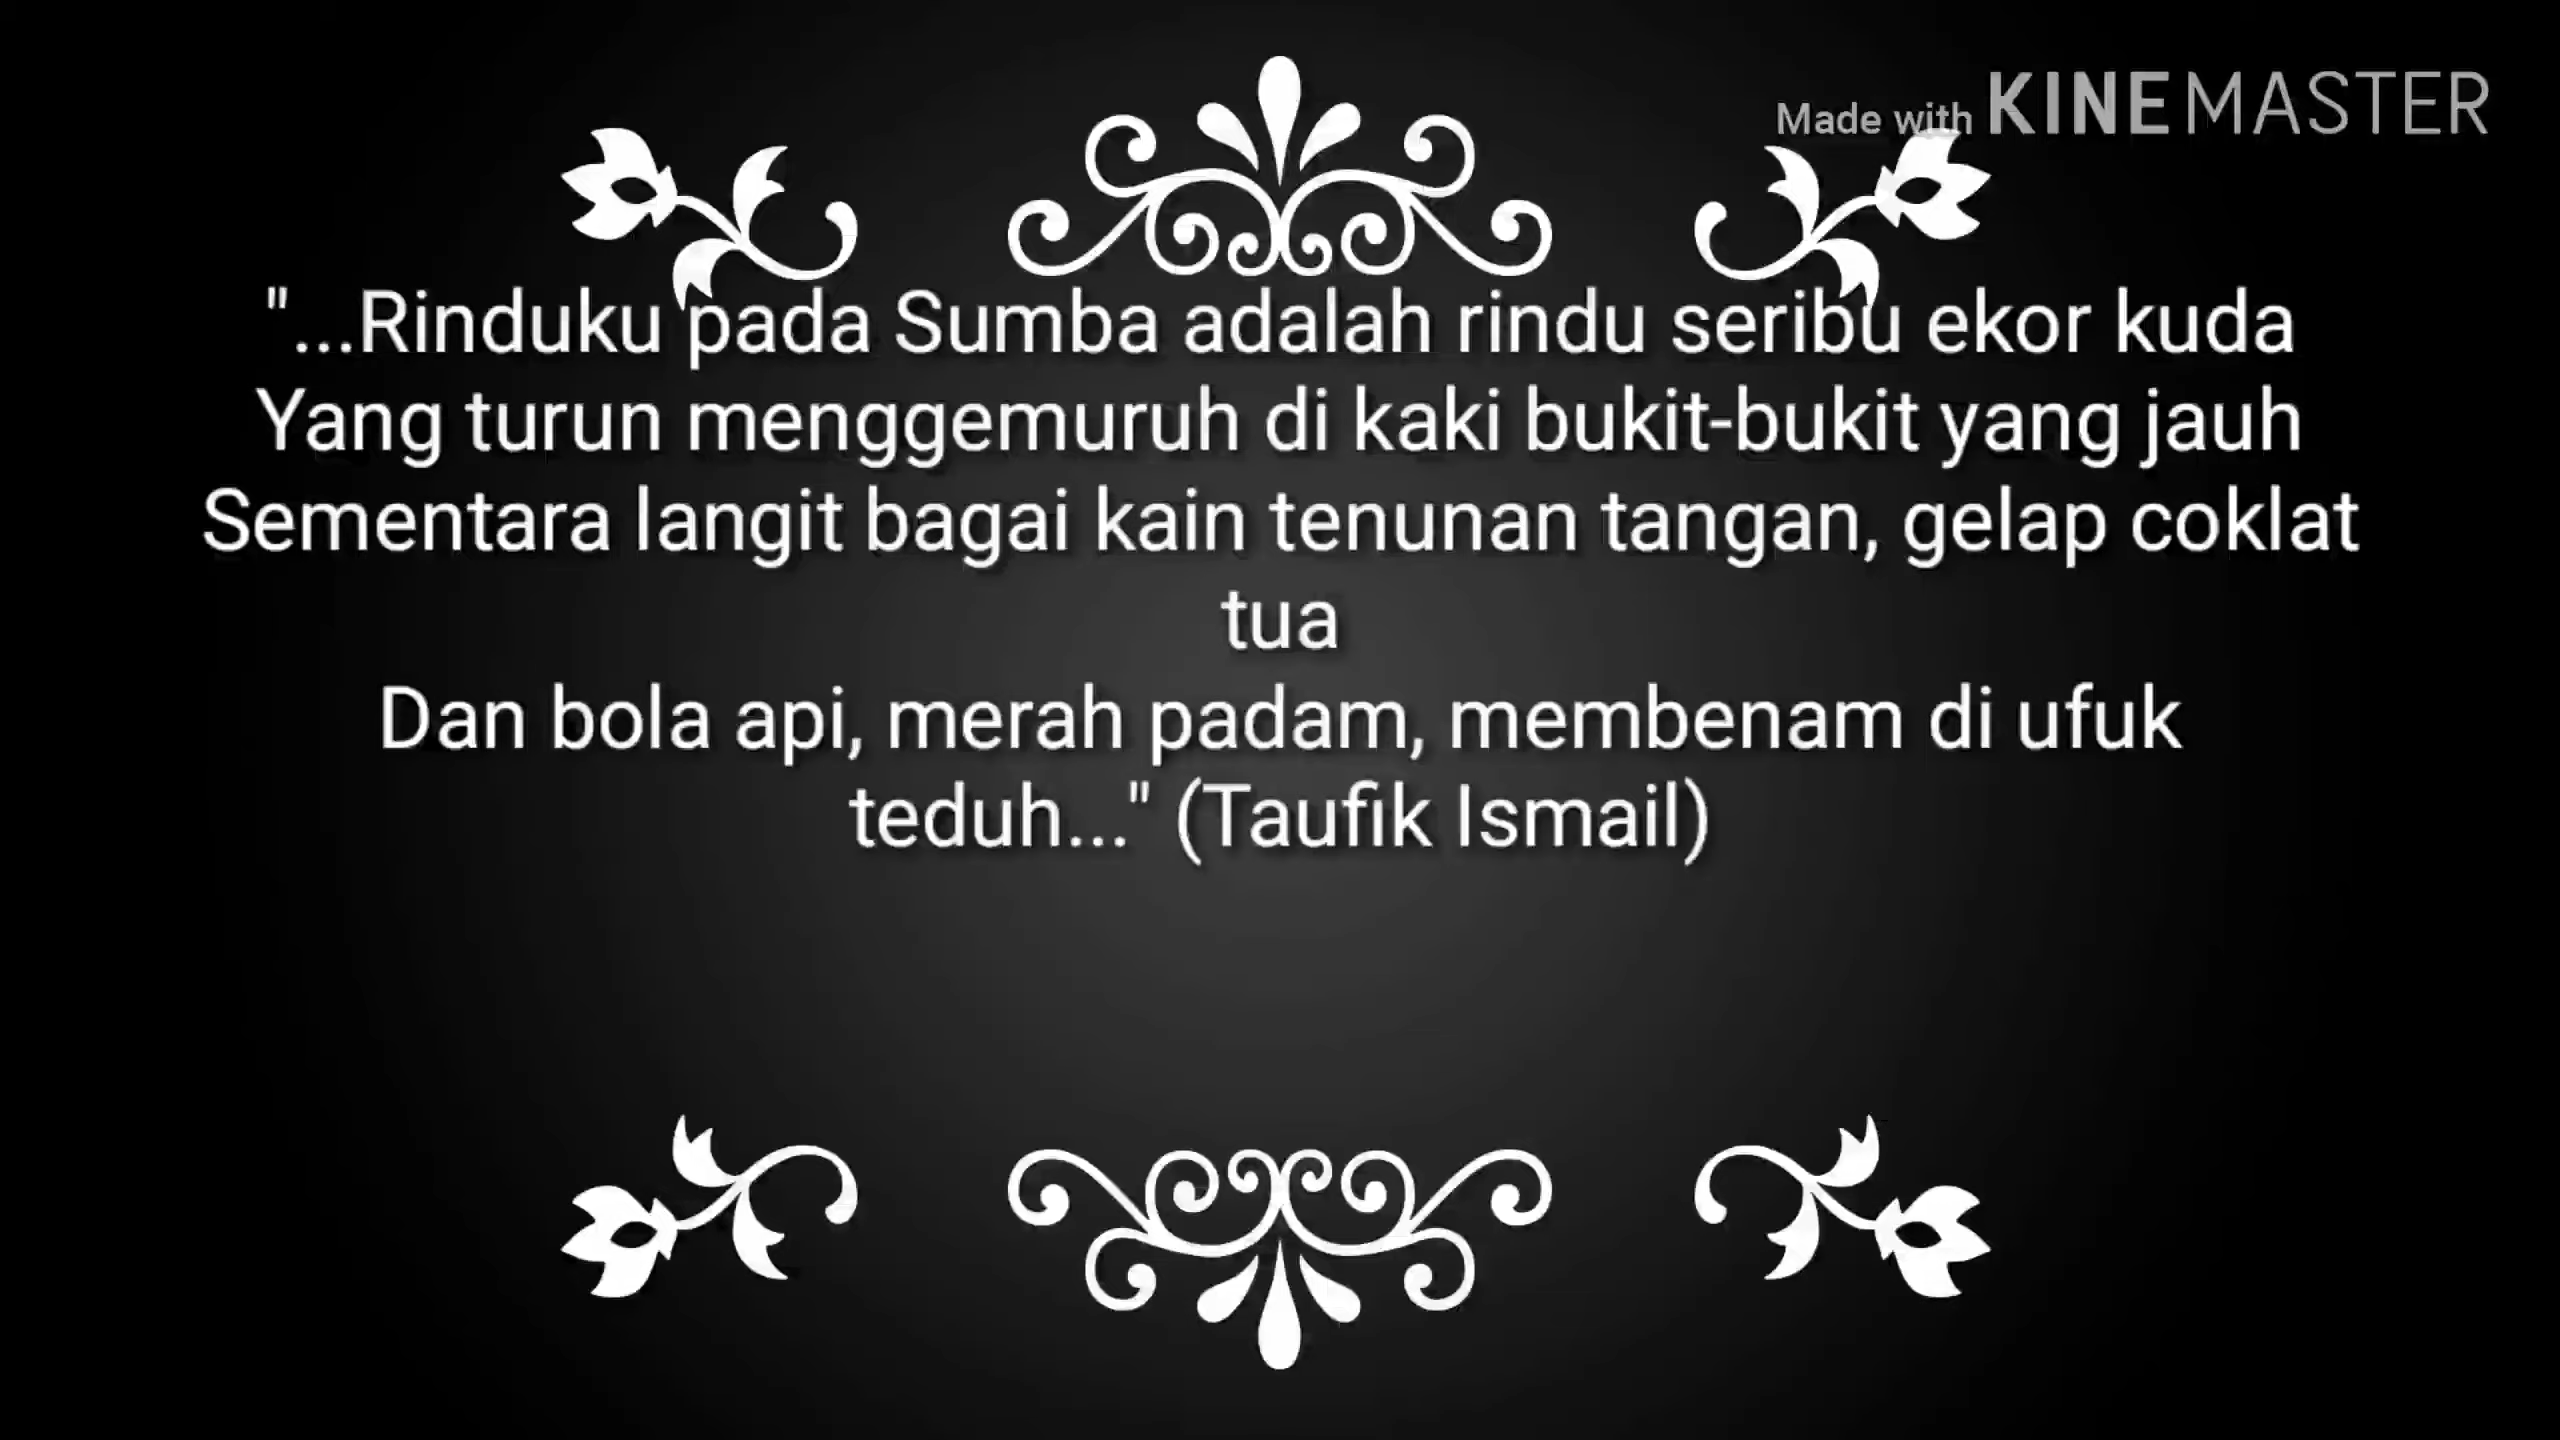 Made with KINEMASTER
"...Rinduku pada Sumba adalah rindu seribu ekor kuda
Yang turun menggemuruh di kaki bukit-bukit yang jauh
Sementara langit bagai kain tenunan tangan, gelap coklat
tua
Dan bola api, merah padam, membenam di ufuk
teduh..." (Taufik Ismail)